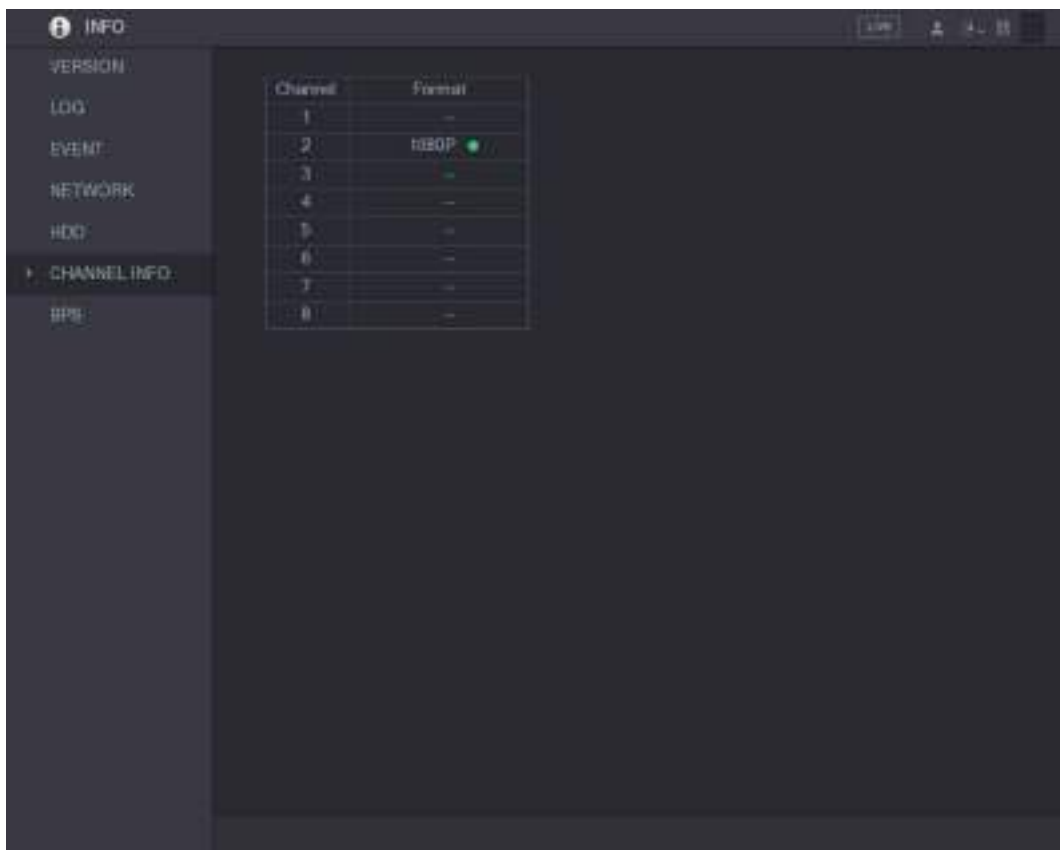 INFO
LIVE
VERSION
LOG
EVENT
NETWORK
HDD
CHANNEL INFO
BPS
Channel Format
1 --
2 1080P
3 --
4 --
5 --
6 --
7 --
8 --